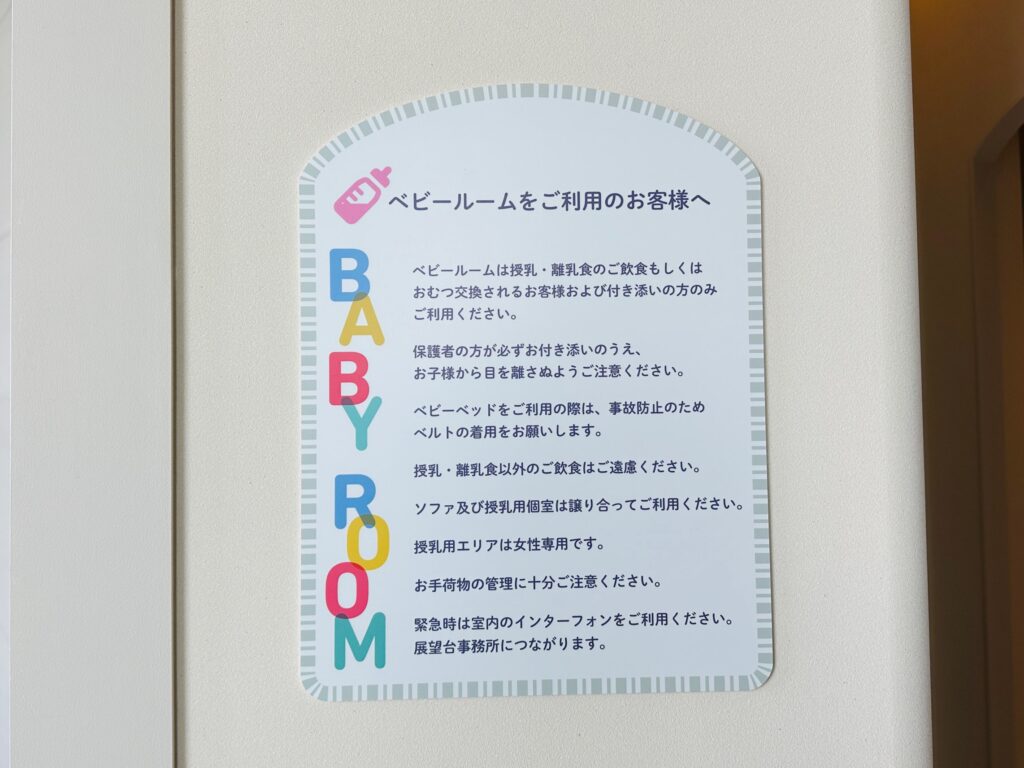 ベビールームをご利用のお客様へ
BABY ROOM
ベビールームは授乳・離乳食のご飲食もしくは
おむつ交換されるお客様および付き添いの方のみ
ご利用ください。
保護者の方が必ずお付き添いのうえ、
お子様から目を離さぬようご注意ください。
ベビーベッドをご利用の際は、事故防止のため
ベルトの着用をお願いします。
授乳・離乳食以外のご飲食はご遠慮ください。
ソファ及び授乳用個室は譲り合ってご利用ください。
授乳用エリアは女性専用です。
お手荷物の管理に十分ご注意ください。
緊急時は室内のインターフォンをご利用ください。
展望台事務所につながります。